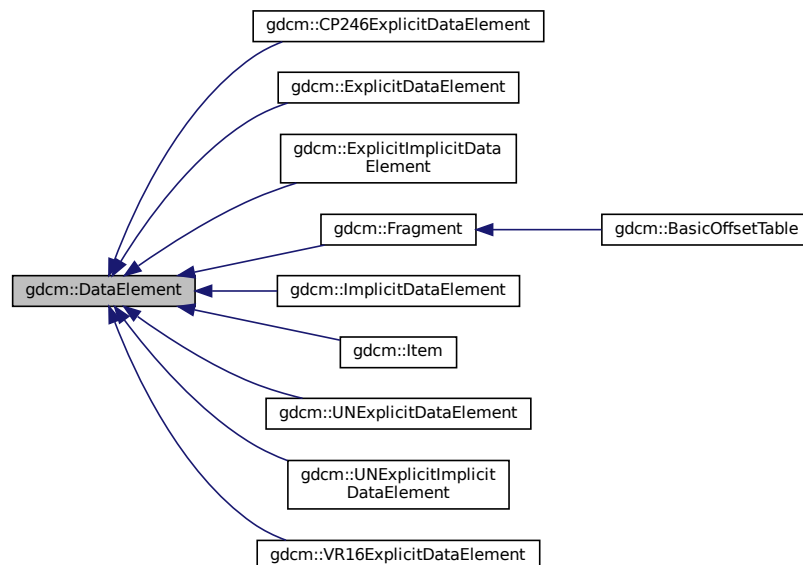 gdcm::CP246ExplicitDataElement
gdcm::ExplicitDataElement
gdcm::ExplicitImplicitData
Element
gdcm::Fragment
gdcm::BasicOffsetTable
gdcm::DataElement
gdcm::ImplicitDataElement
gdcm::Item
gdcm::UNExplicitDataElement
gdcm::UNExplicitImplicit
DataElement
gdcm::VR16ExplicitDataElement